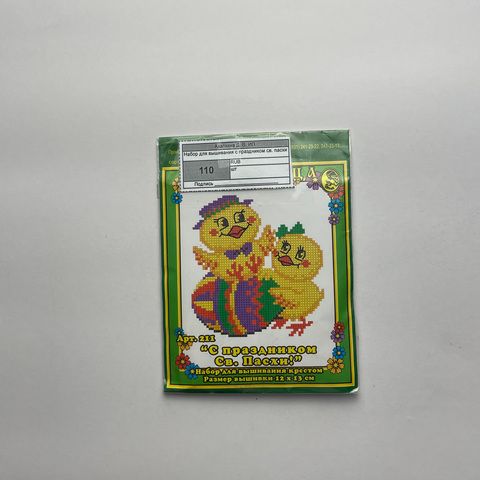 Набор для вышивания с праздником св. пасхи
110
RUB
шт
Подпись
Арт. 211
“С праздником
Св. Пасхи!”
Набор для вышивания крестом
Размер вышивки 12 х 13 см